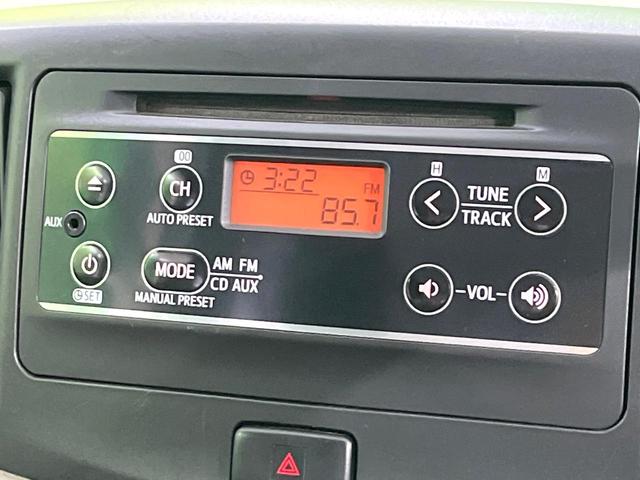 00
CH
AUTO PRESET
3:22
FM
85.7
H
M
TUNE
TRACK
AUX
SET
MODE
AM FM
CD AUX
MANUAL PRESET
VOL